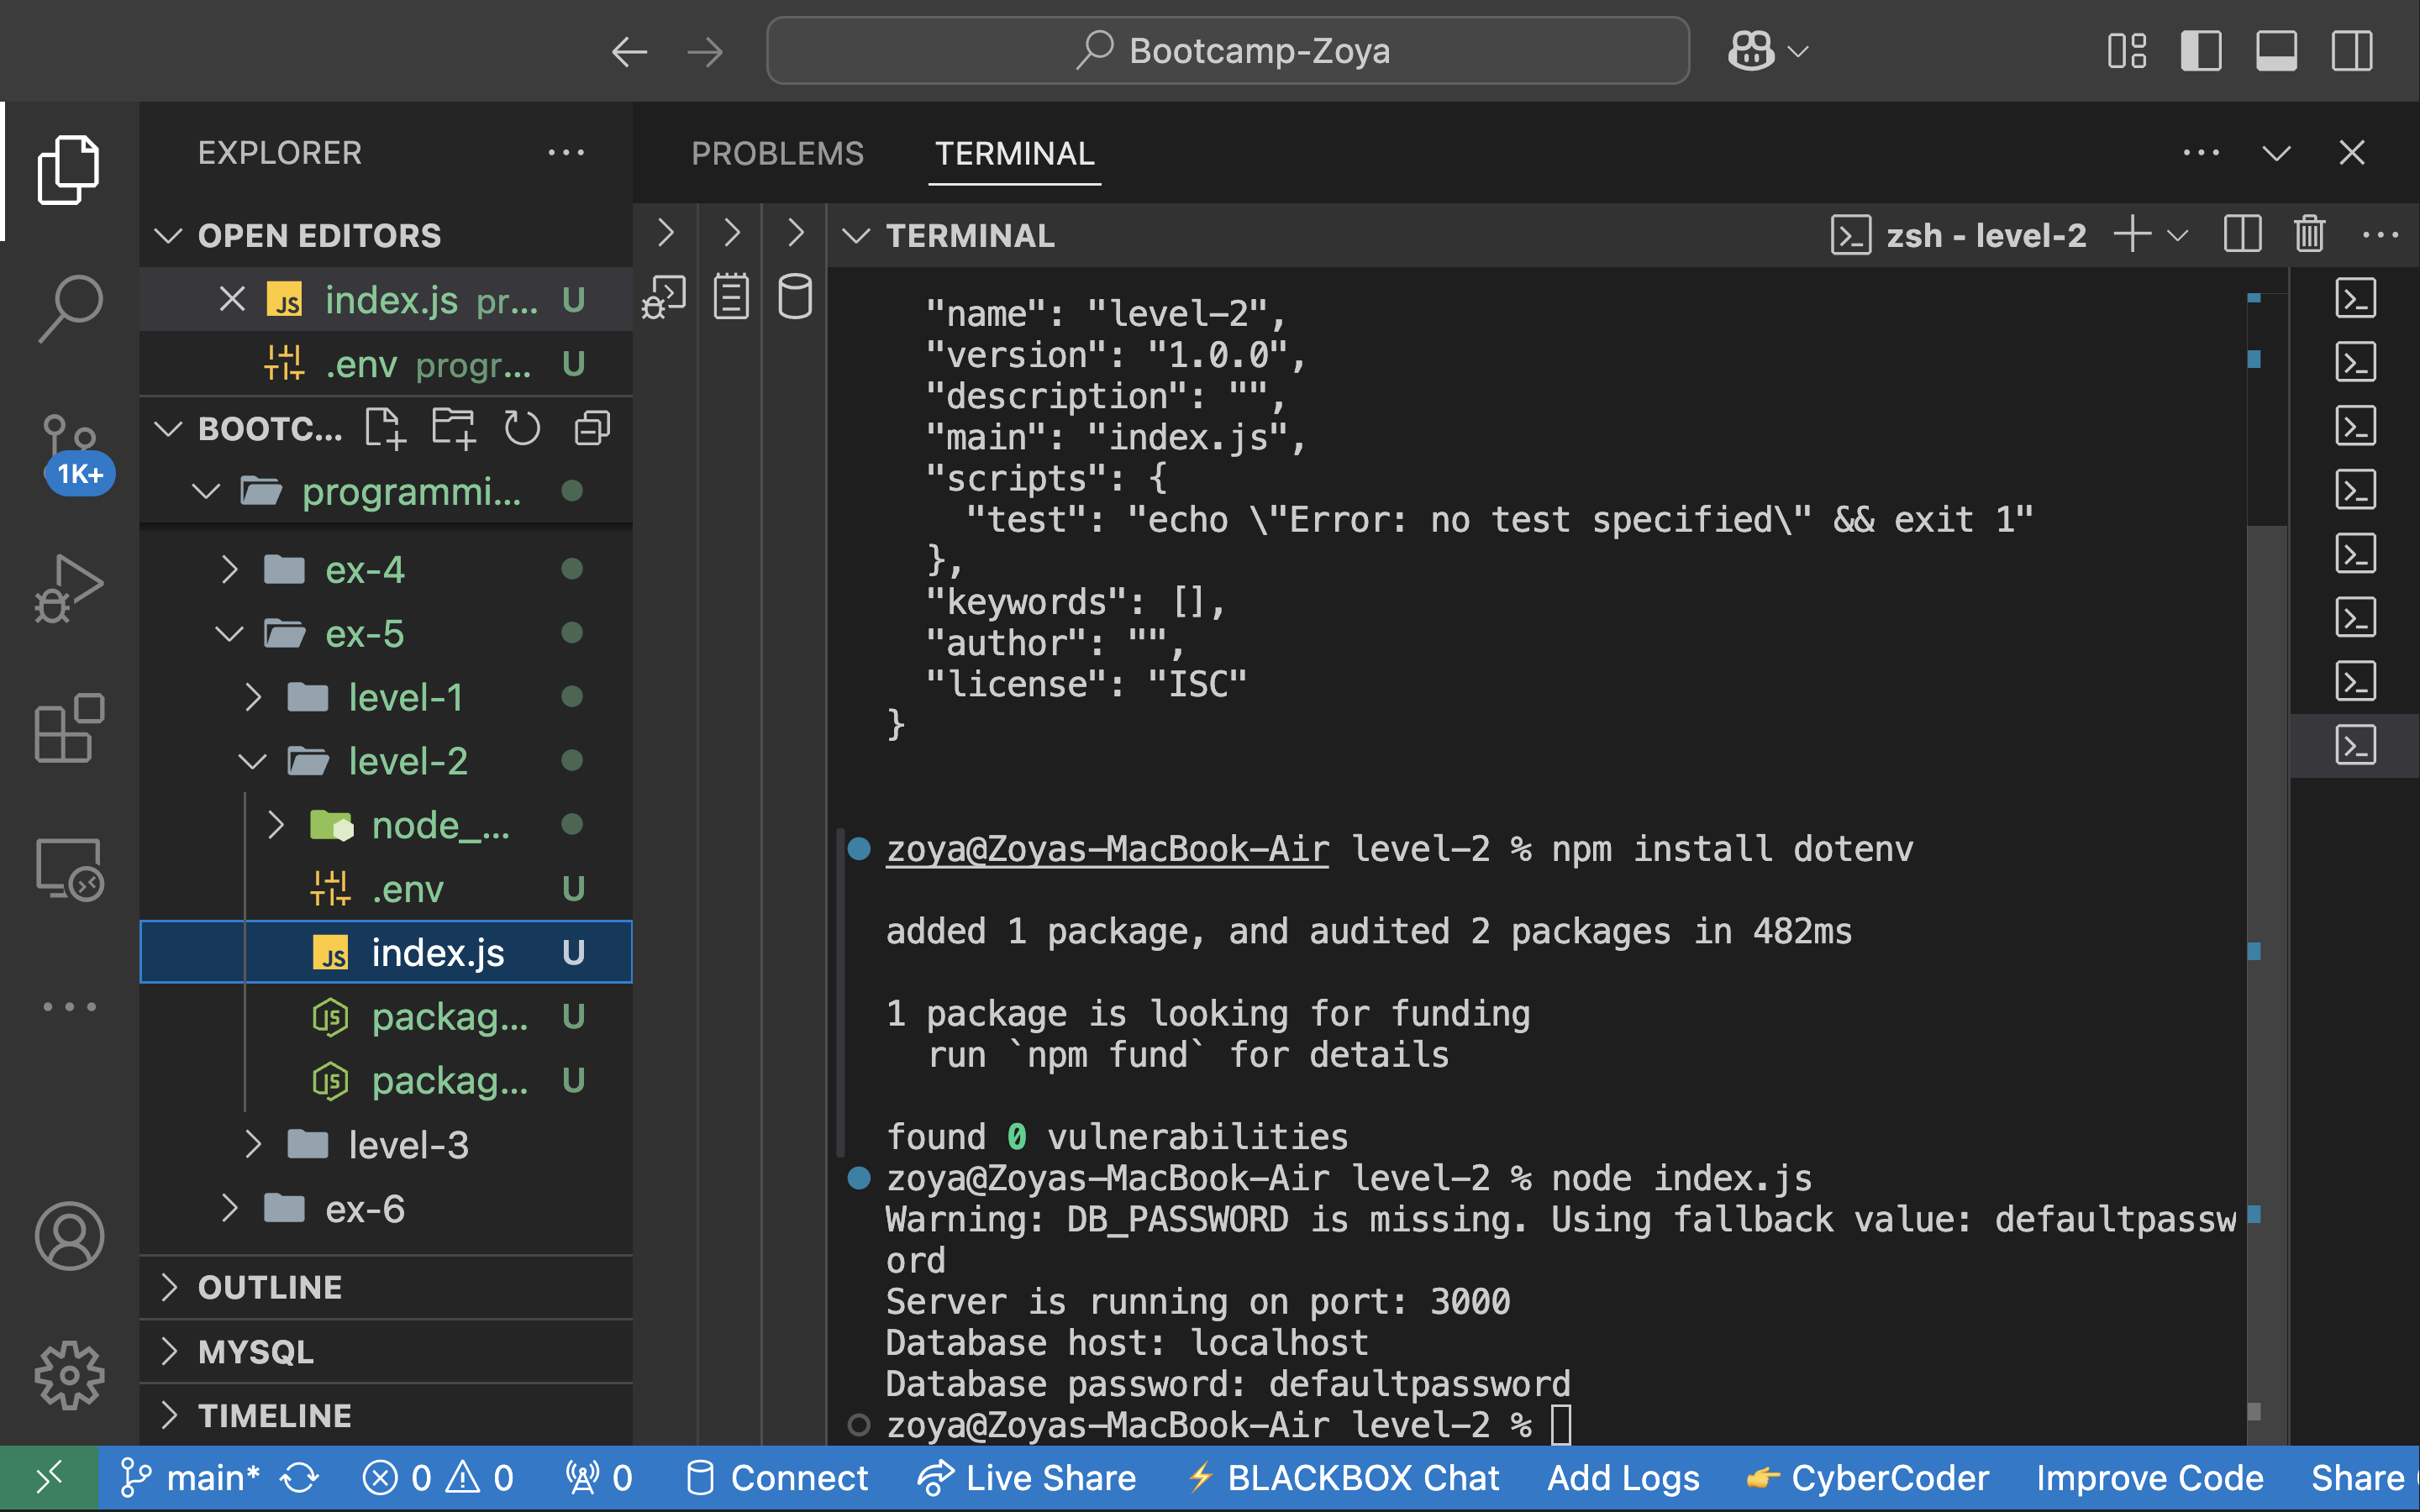 Bootcamp-Zoya
EXPLORER
OPEN EDITORS
index.js pr... U
.env progr... U
BOOTC...
1K+
programmi...
ex-4
ex-5
level-1
level-2
node_...
.env U
index.js U
packag... U
packag... U
level-3
ex-6
OUTLINE
MYSQL
TIMELINE
PROBLEMS TERMINAL
TERMINAL
zsh - level-2
"name": "level-2",
"version": "1.0.0",
"description": "",
"main": "index.js",
"scripts": {
"test": "echo \"Error: no test specified\" && exit 1"
},
"keywords": [],
"author": "",
"license": "ISC"
}
zoya@Zoyas-MacBook-Air level-2 % npm install dotenv
added 1 package, and audited 2 packages in 482ms
1 package is looking for funding
run `npm fund` for details
found 0 vulnerabilities
zoya@Zoyas-MacBook-Air level-2 % node index.js
Warning: DB_PASSWORD is missing. Using fallback value: defaultpassw
ord
Server is running on port: 3000
Database host: localhost
Database password: defaultpassword
zoya@Zoyas-MacBook-Air level-2 %
main* 0 0 0 Connect Live Share BLACKBOX Chat Add Logs CyberCoder Improve Code Share